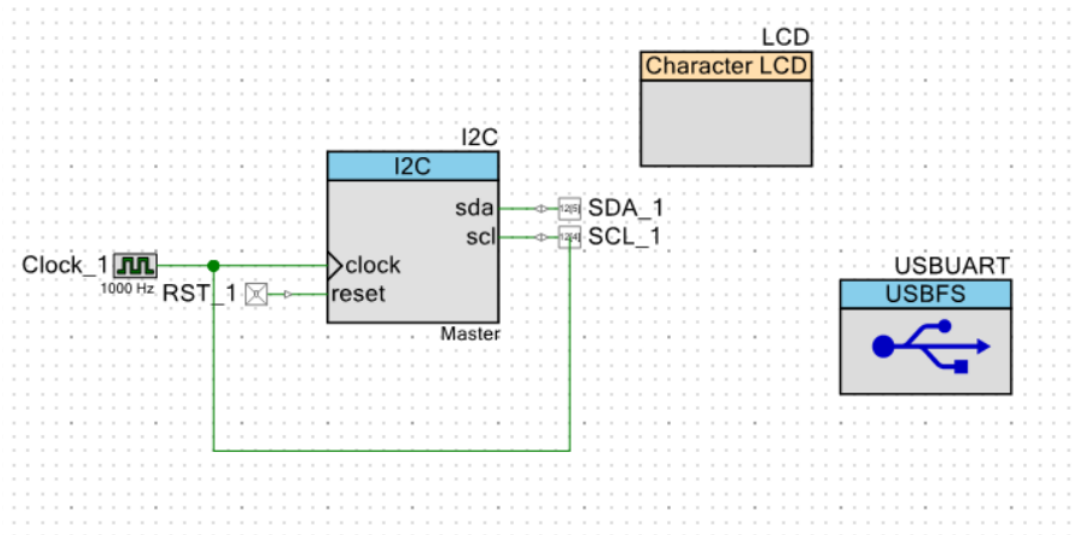 LCD
Character LCD
I2C
I2C
sda
SDA_1
scl
SCL_1
Clock_1
clock
1000 Hz
RST_1
reset
Master
USBUART
USBFS